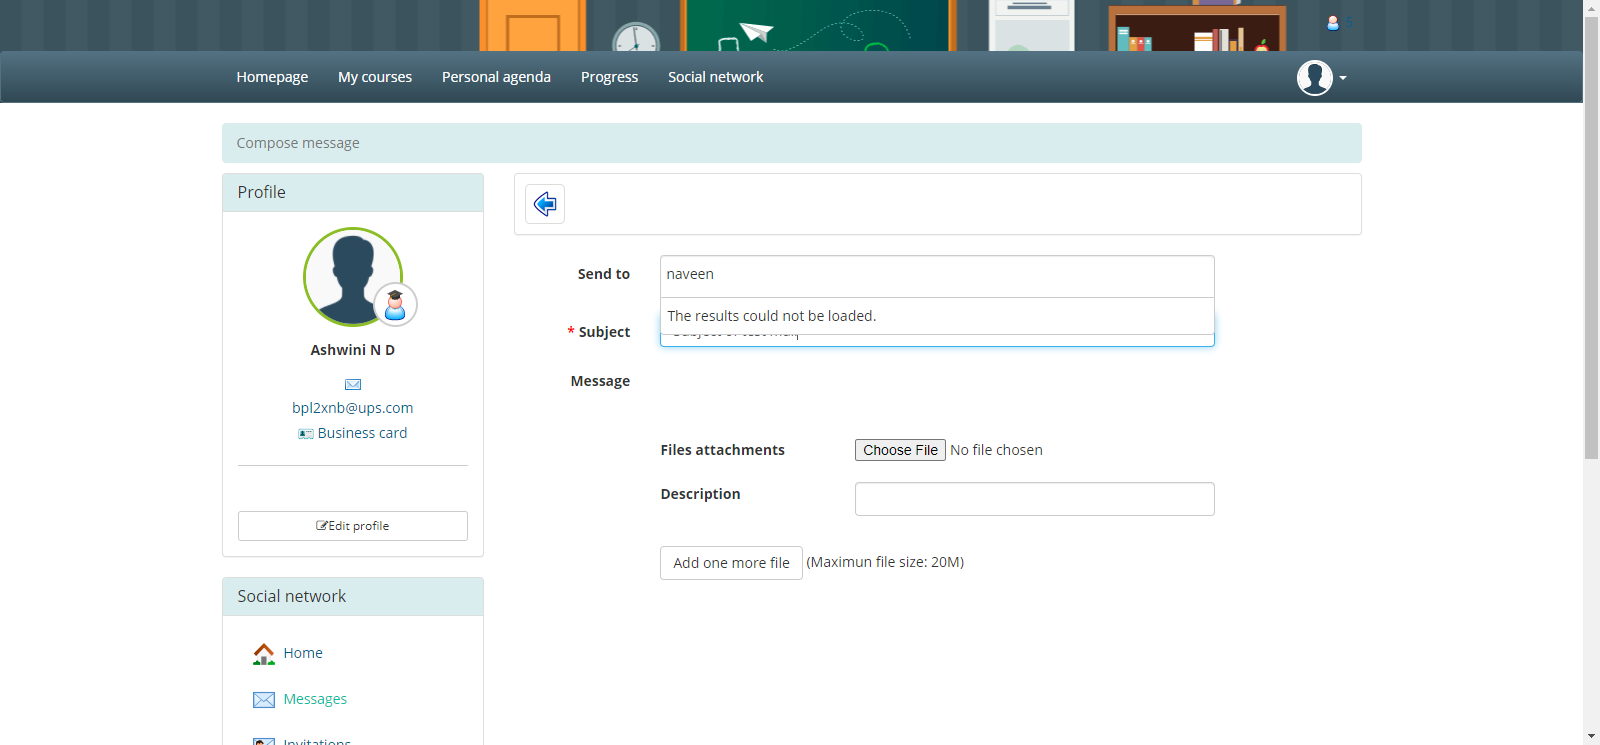 5
Homepage My courses Personal agenda Progress Social network
Compose message
Profile
Ashwini N D
bpl2xnb@ups.com
Business card
Edit profile
Social network
Home
Messages
Invitations
Send to naveen
The results could not be loaded.
* Subject
Message
Files attachments Choose File No file chosen
Description
Add one more file (Maximun file size: 20M)